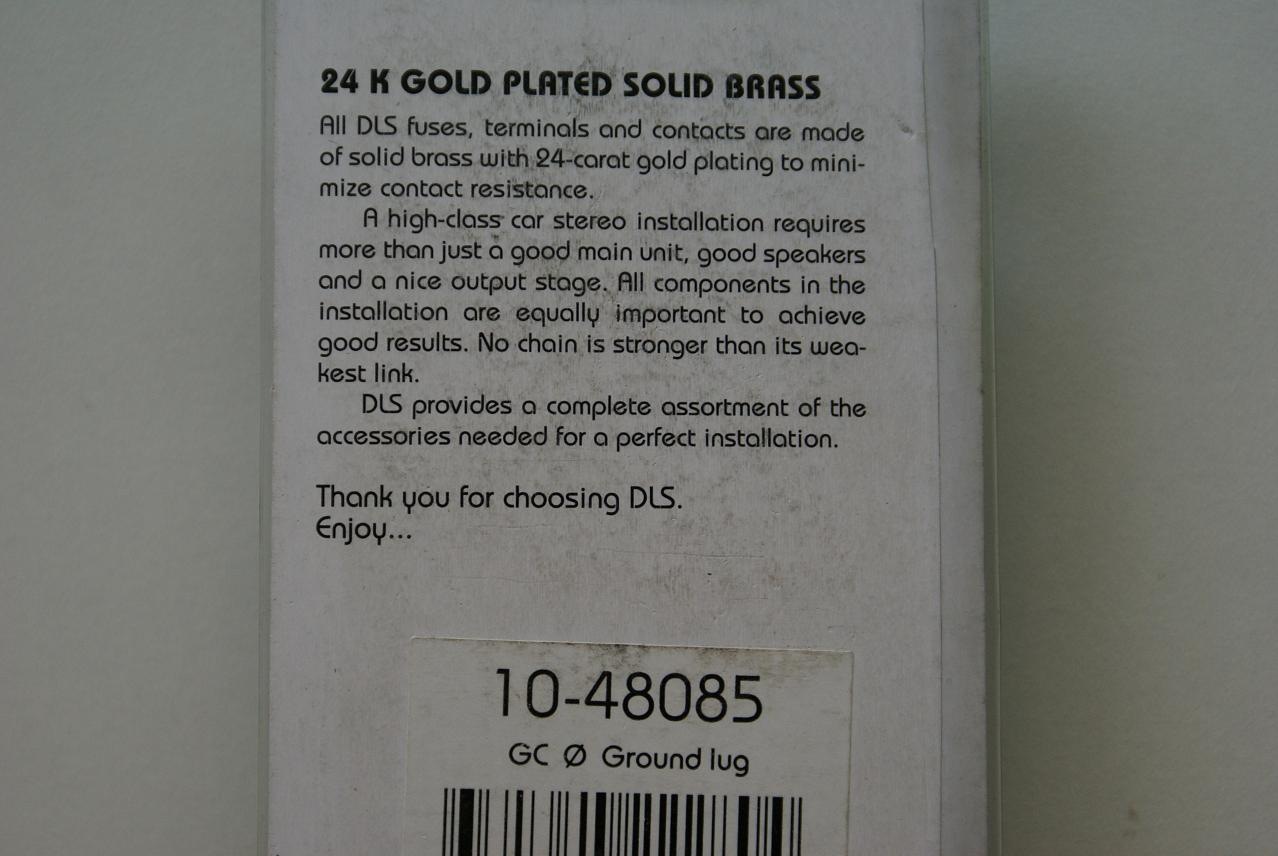 24 K GOLD PLATED SOLID BRASS
All DLS fuses, terminals and contacts are made
of solid brass with 24-carat gold plating to mini-
mize contact resistance.
A high-class car stereo installation requires
more than just a good main unit, good speakers
and a nice output stage. All components in the
installation are equally important to achieve
good results. No chain is stronger than its wea-
kest link.
DLS provides a complete assortment of the
accessories needed for a perfect installation.
Thank you for choosing DLS.
Enjoy...
10-48085
GC Ø Ground lug